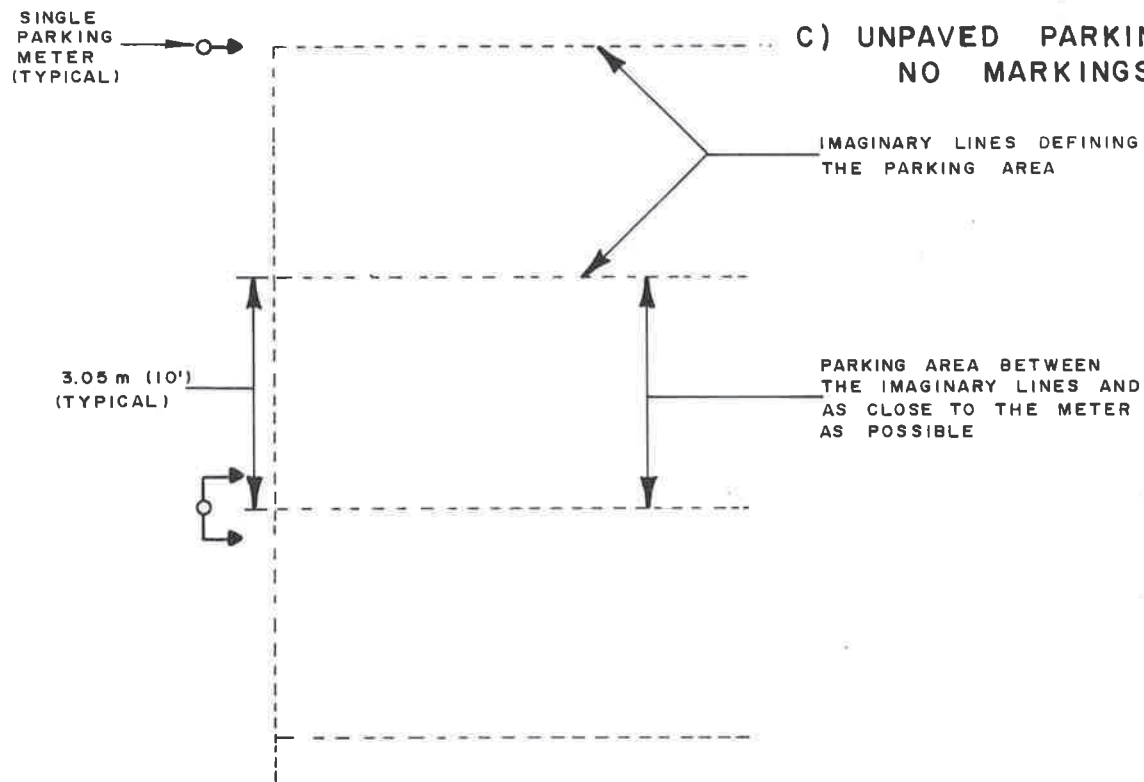 SINGLE
PARKING
METER
(TYPICAL)
C) UNPAVED
NO MARKINGS
IMAGINARY LINES DEFINING
THE PARKING AREA
3.05 m (10')
(TYPICAL)
PARKING AREA BETWEEN
THE IMAGINARY LINES AND
AS CLOSE TO THE METER
AS POSSIBLE